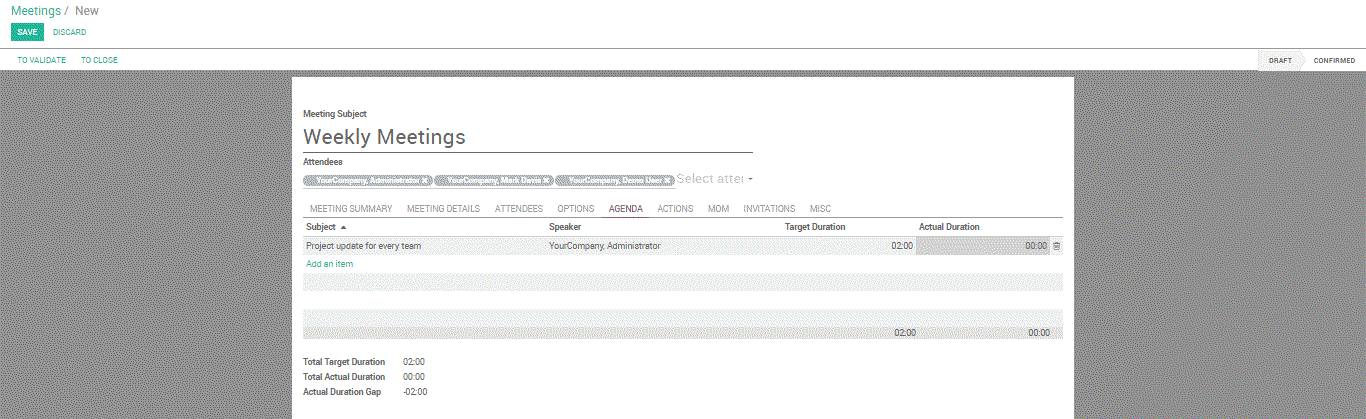 Meetings / New
SAVE DISCARD
TO VALIDATE TO CLOSE DRAFT CONFIRMED
Meeting Subject
Weekly Meetings
Attendees
YourCompany, Administrator × YourCompany, Mark Davis × YourCompany, Demo User × Select atter
MEETING SUMMARY MEETING DETAILS ATTENDEES OPTIONS AGENDA ACTIONS MOM INVITATIONS MISC
Subject Speaker Target Duration Actual Duration
Project update for every team YourCompany, Administrator 02:00 00:00
Add an item
02:00 00:00
Total Target Duration 02:00
Total Actual Duration 00:00
Actual Duration Gap -02:00